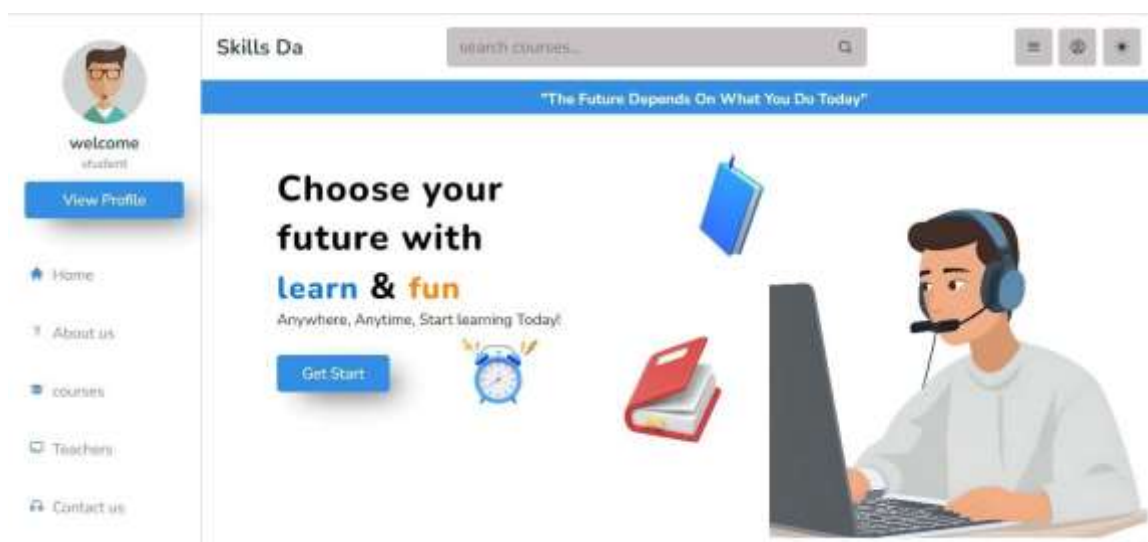 Skills Da
search courses...
"The Future Depends On What You Do Today"
welcome
student
View Profile
Home
? About us
courses
Teachers
Contact us
Choose your
future with
learn & fun
Anywhere, Anytime, Start learning Today!
Get Start